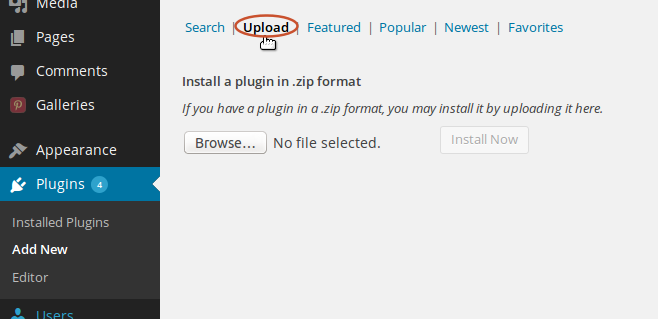 Media
Pages
Comments
Galleries
Appearance
Plugins 4
Installed Plugins
Add New
Editor
Users
Search | Upload | Featured | Popular | Newest | Favorites
Install a plugin in .zip format
If you have a plugin in a .zip format, you may install it by uploading it here.
Browse... No file selected. Install Now